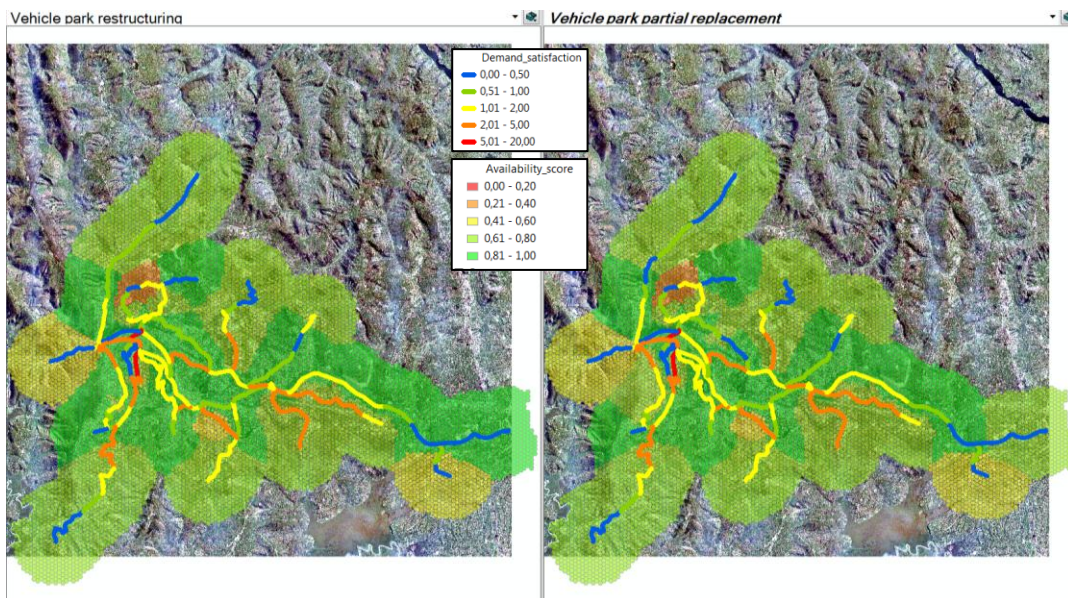 Vehicle park restructuring
Vehicle park partial replacement
Demand_satisfaction
0,00 - 0,50
0,51 - 1,00
1,01 - 2,00
2,01 - 5,00
5,01 - 20,00
Availability_score
0,00 - 0,20
0,21 - 0,40
0,41 - 0,60
0,61 - 0,80
0,81 - 1,00